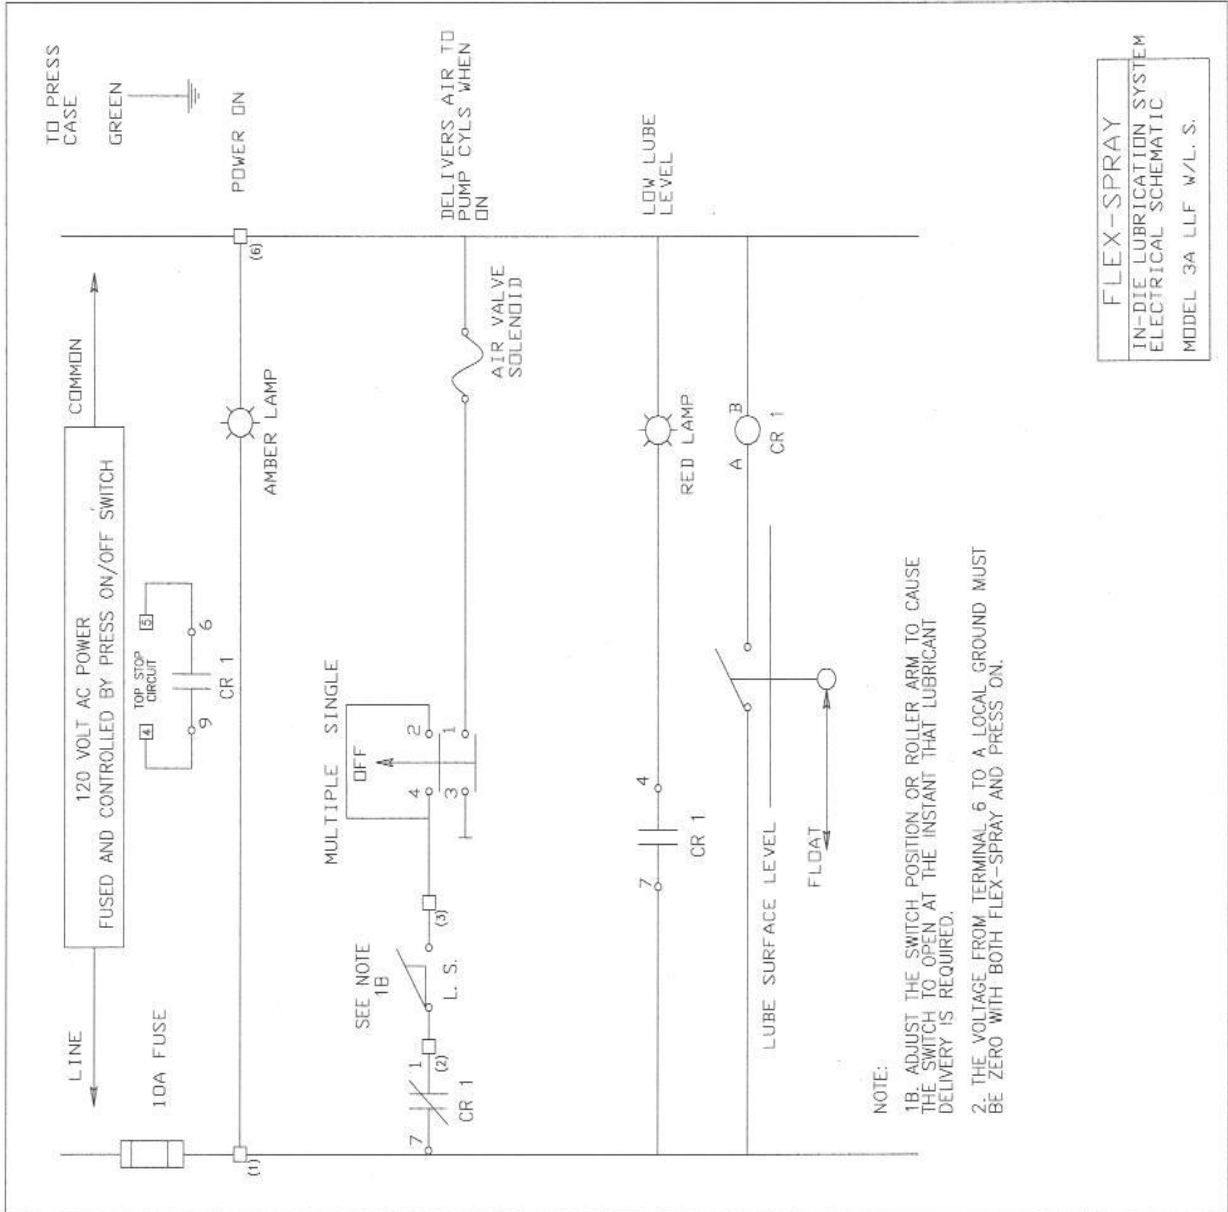 LINE
120 VOLT AC POWER
FUSED AND CONTROLLED BY PRESS ON/OFF SWITCH
COMMON
TO PRESS
CASE
GREEN
10A FUSE
4
TOP STOP
CIRCUIT
5
9
6
CR 1
(1)
AMBER LAMP
(6)
POWER ON
MULTIPLE SINGLE
OFF
SEE NOTE
1B
7
1
CR 1
(2)
L. S.
(3)
4
2
3
1
AIR VALVE
SOLENOID
DELIVERS AIR TO
PUMP CYLS WHEN
ON
7
4
CR 1
RED LAMP
LOW LUBE
LEVEL
A
B
CR 1
LUBE SURFACE LEVEL
FLOAT
NOTE:
1B. ADJUST THE SWITCH POSITION OR ROLLER ARM TO CAUSE
THE SWITCH TO OPEN AT THE INSTANT THAT LUBRICANT
DELIVERY IS REQUIRED.
2. THE VOLTAGE FROM TERMINAL 6 TO A LOCAL GROUND MUST
BE ZERO WITH BOTH FLEX-SPRAY AND PRESS ON.
FLEX-SPRAY
IN-DIE LUBRICATION SYSTEM
ELECTRICAL SCHEMATIC
MODEL 3A LLF W/L. S.